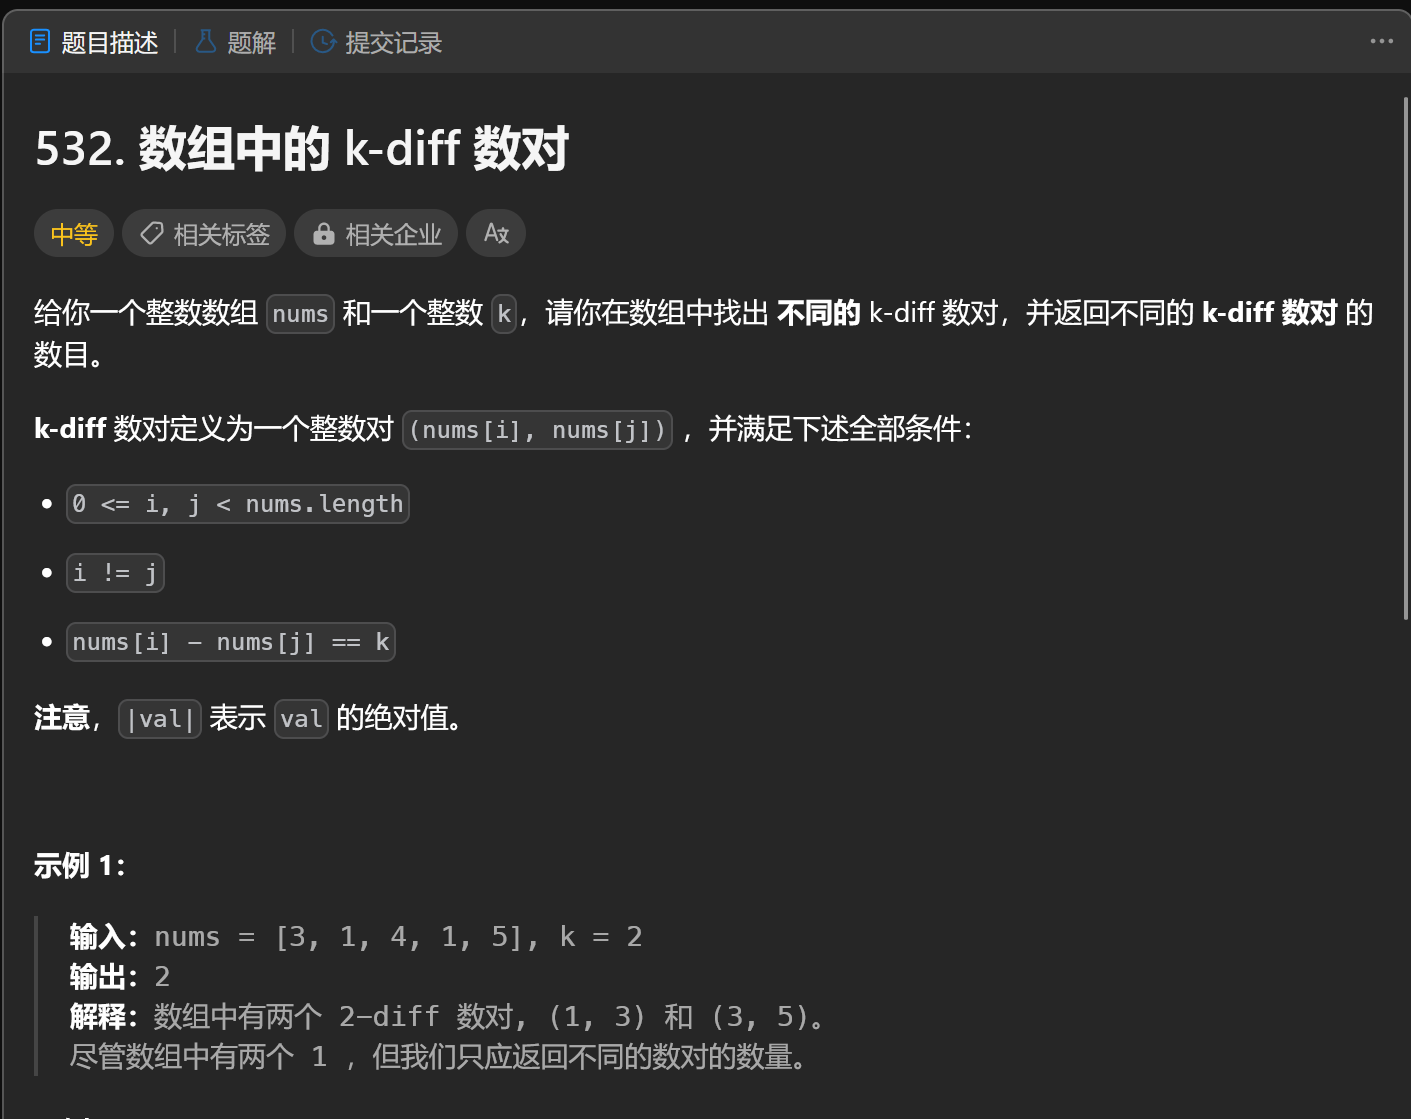 题目描述 | 题解 | 提交记录
532. 数组中的 k-diff 数对
中等 相关标签 相关企业 A文
给你一个整数数组 nums 和一个整数 k，请你在数组中找出 不同的 k-diff 数对，并返回不同的 k-diff 数对 的
数目。
k-diff 数对定义为一个整数对 (nums[i], nums[j]) ，并满足下述全部条件：
• 0 <= i, j < nums.length
• i != j
• nums[i] - nums[j] == k
注意，|val| 表示 val 的绝对值。
示例 1：
输入：nums = [3, 1, 4, 1, 5], k = 2
输出：2
解释：数组中有两个 2-diff 数对, (1, 3) 和 (3, 5)。
尽管数组中有两个 1 ，但我们只应返回不同的数对的数量。